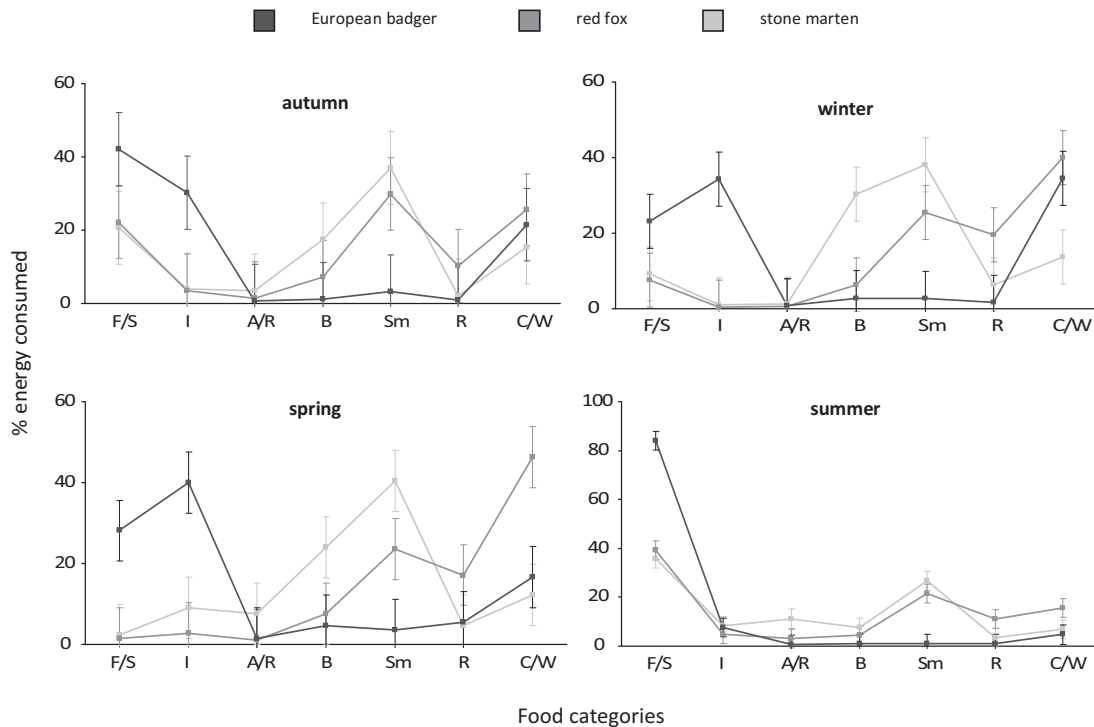 European badger red fox stone marten
% energy consumed
autumn
60
40
20
0
F/S I A/R B Sm R C/W
winter
60
40
20
0
F/S I A/R B Sm R C/W
spring
60
40
20
0
F/S I A/R B Sm R C/W
summer
100
80
60
40
20
0
F/S I A/R B Sm R C/W
Food categories